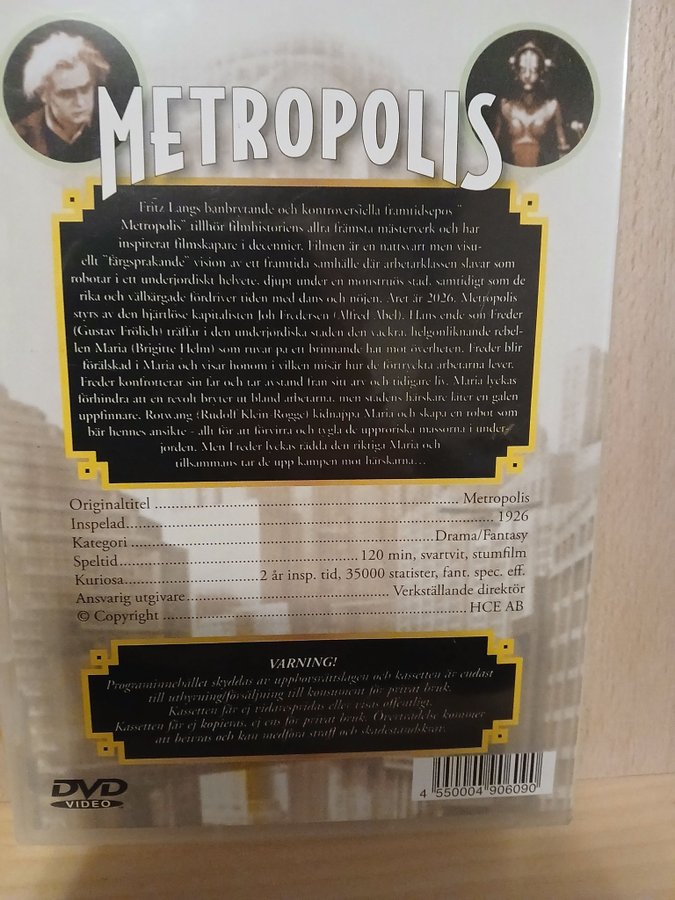 METROPOLIS
Fritz Langs banbrytande och kontroversiella framtidsepos "
Metropolis" tillhör filmhistoriens allra främsta mästerverk och har
inspirerat filmskapare i decennier. Filmen är en nattsvart men visu-
ellt "färgsprakande" vision av ett framtida samhälle där arbetarklassen slavar som
robotar i ett underjordiskt helvete, djupt under en monstruös stad, samtidigt som de
rika och välbärgade fördriver tiden med dans och nöjen. Året är 2026. Metropolis
styrs av den hjärtlöse kapitalisten Joh Fredersen (Alfred Abel). Hans ende son Freder
(Gustav Frölich) träffar i den underjordiska staden den vackra, helgonliknande rebel-
len Maria (Brigitte Helm) som ruvar på ett brinnande hat mot överheten. Freder blir
förälskad i Maria och visar honom i vilken misär hur de förtryckta arbetarna lever.
Freder konfronterar sin far och tar avstånd från sitt arv och tidigare liv. Maria lyckas
förhindra att en revolt bryter ut bland arbetarna, men stadens härskare låter en galen
uppfinnare, Rotwang (Rudolf Klein-Rogge) kidnappa Maria och skapa en robot som
bär hennes ansikte - allt för att förvirra och tygla de upproriska massorna i under-
jorden. Men Freder lyckas rädda den riktiga Maria och
tillsammans tar de upp kampen mot härskarna...
Originaltitel ........ Metropolis
Inspelad........ 1926
Kategori ........ Drama/Fantasy
Speltid........ 120 min, svartvit, stumfilm
Kuriosa........ 2 år insp. tid, 35000 statister, fant. spec. eff.
Ansvarig utgivare........ Verkställande direktör
© Copyright ........ HCE AB
VARNING!
Programinnehållet skyddas av upphovsrättslagen och kassetten är endast
till uthyrning/försäljning till konsument för privat bruk.
Kassetten får ej vidarespridas eller visas offentligt.
Kassetten får ej kopieras, ej ens för privat bruk. Överträdels. kommer
att beivras och kan medföra straff och skadeståndskrav.
DVD
VIDEO
4 550004 906090